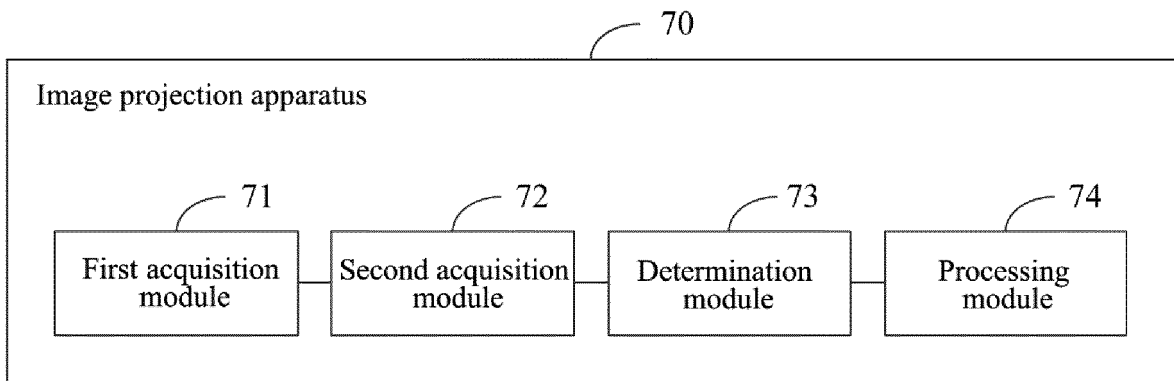 70
Image projection apparatus
71
72
73
74
First acquisition
module
Second acquisition
module
Determination
module
Processing
module